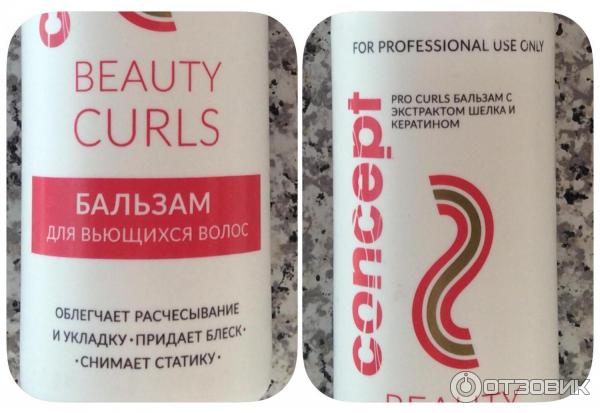 BEAUTY
CURLS
БАЛЬЗАМ
ДЛЯ ВЬЮЩИХСЯ ВОЛОС
ОБЛЕГЧАЕТ РАСЧЕСЫВАНИЕ
И УКЛАДКУ·ПРИДАЕТ БЛЕСК·
·СНИМАЕТ СТАТИКУ·
FOR PROFESSIONAL USE ONLY
concept
PRO CURLS БАЛЬЗАМ С
ЭКСТРАКТОМ ШЕЛКА И
КЕРАТИНОМ
BEAUTY
ОТЗОВИК